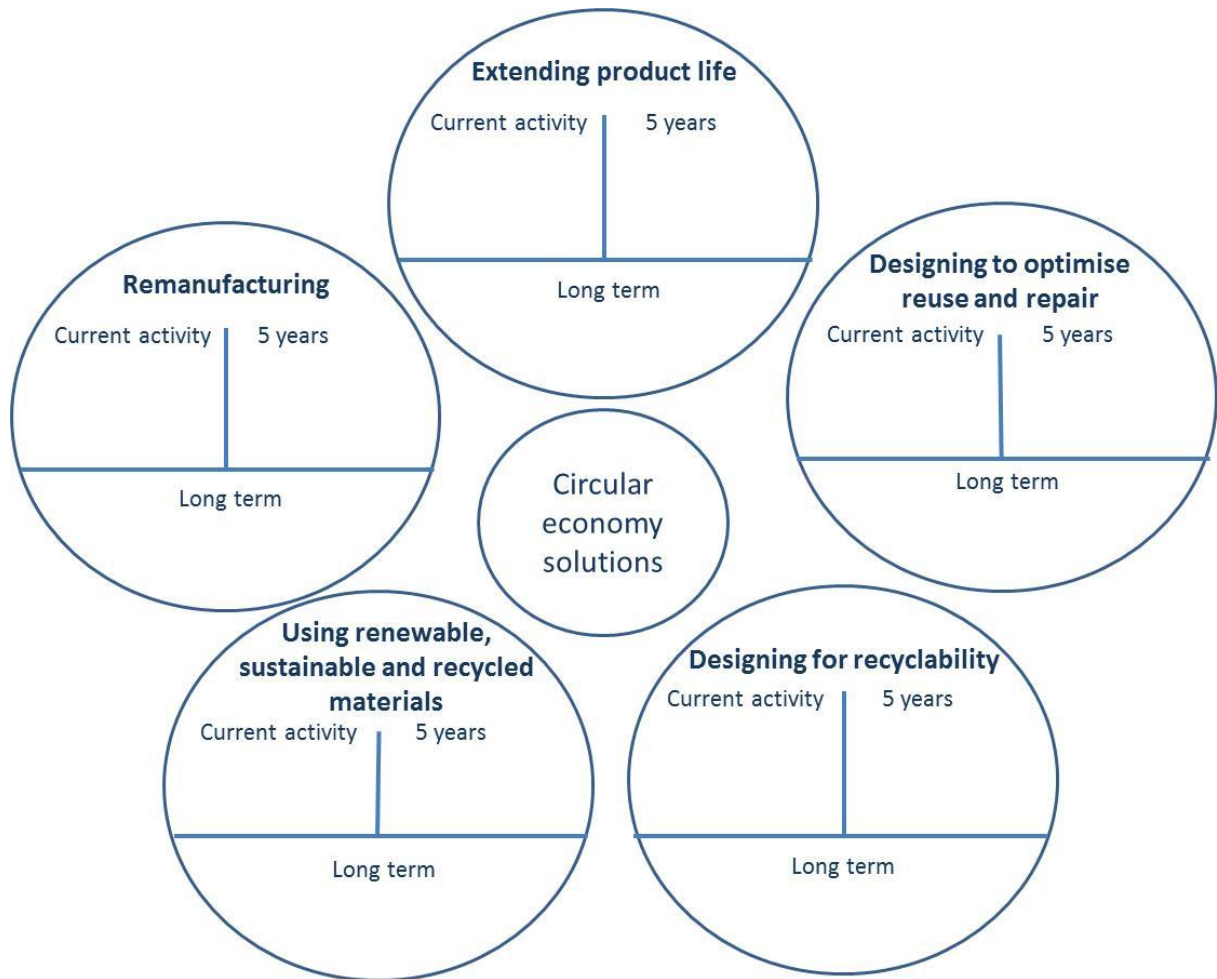 Extending product life
Current activity 5 years
Long term
Designing to optimise
reuse and repair
Current activity 5 years
Long term
Remanufacturing
Current activity 5 years
Long term
Circular
economy
solutions
Using renewable,
sustainable and recycled
materials
Current activity 5 years
Long term
Designing for recyclability
Current activity 5 years
Long term